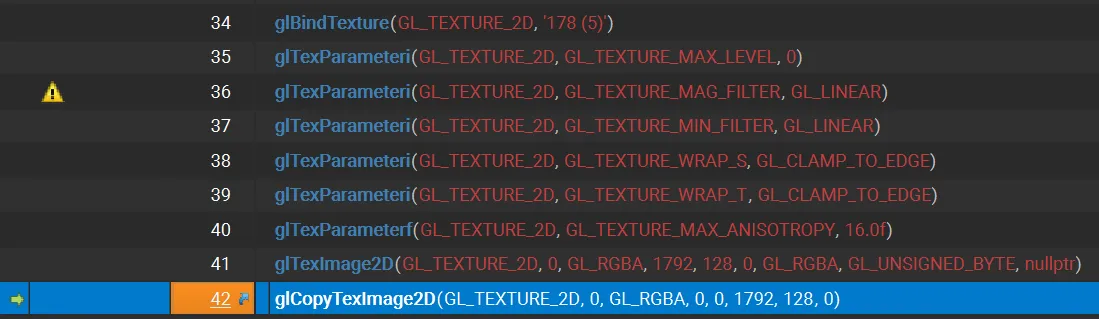 34 glBindTexture(GL_TEXTURE_2D, '178 (5)')
35 glTexParameteri(GL_TEXTURE_2D, GL_TEXTURE_MAX_LEVEL, 0)
36 glTexParameteri(GL_TEXTURE_2D, GL_TEXTURE_MAG_FILTER, GL_LINEAR)
37 glTexParameteri(GL_TEXTURE_2D, GL_TEXTURE_MIN_FILTER, GL_LINEAR)
38 glTexParameteri(GL_TEXTURE_2D, GL_TEXTURE_WRAP_S, GL_CLAMP_TO_EDGE)
39 glTexParameteri(GL_TEXTURE_2D, GL_TEXTURE_WRAP_T, GL_CLAMP_TO_EDGE)
40 glTexParameterf(GL_TEXTURE_2D, GL_TEXTURE_MAX_ANISOTROPY, 16.0f)
41 glTexImage2D(GL_TEXTURE_2D, 0, GL_RGBA, 1792, 128, 0, GL_RGBA, GL_UNSIGNED_BYTE, nullptr)
42 glCopyTexImage2D(GL_TEXTURE_2D, 0, GL_RGBA, 0, 0, 1792, 128, 0)